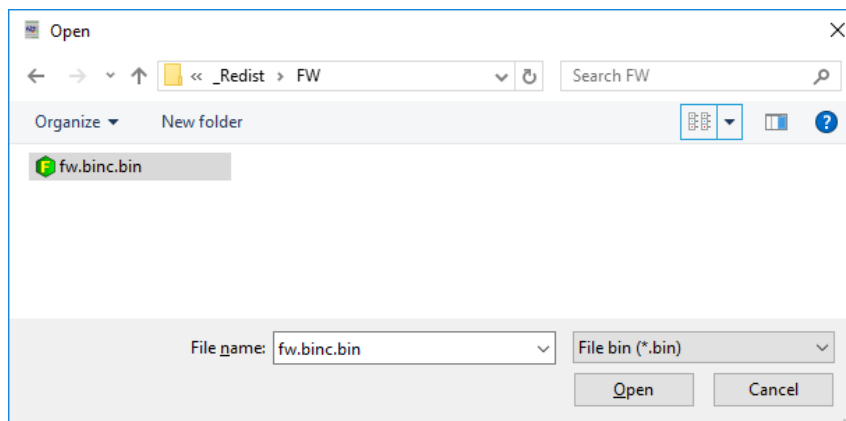 Open
« _Redist › FW
Search FW
Organize
New folder
fw.binc.bin
File name:
fw.binc.bin
File bin (*.bin)
Open
Cancel